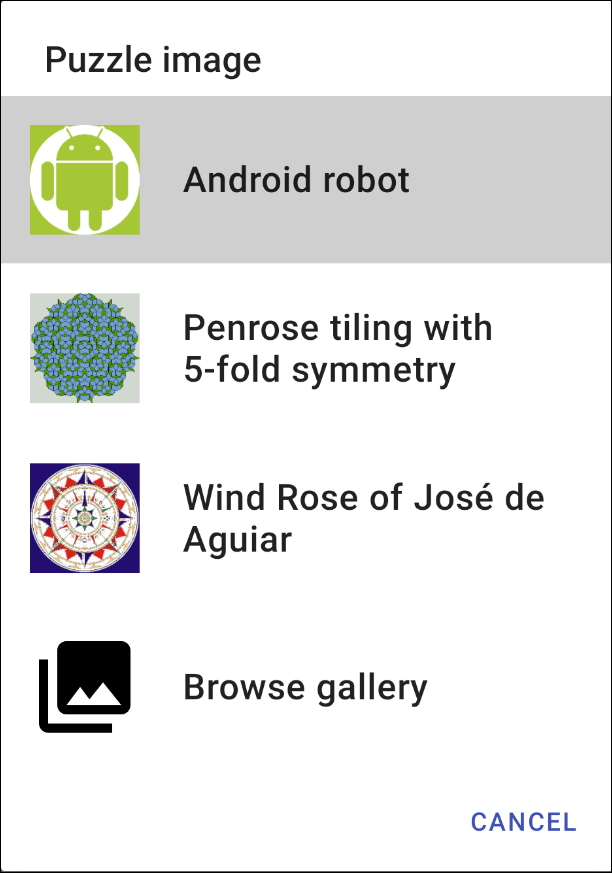 Puzzle image
Android robot
Penrose tiling with
5-fold symmetry
Wind Rose of José de
Aguiar
Browse gallery
CANCEL